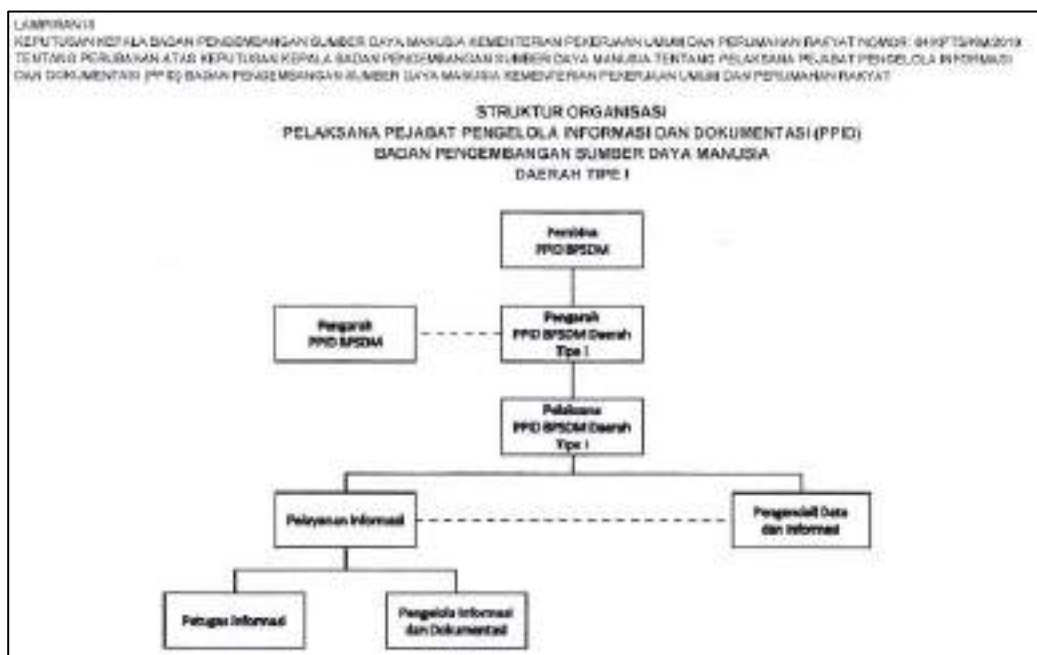 LAMPIRAN II
KEPUTUSAN KEPALA BADAN PENGEMBANGAN SUMBER DAYA MANUSIA KEMENTERIAN PEKERJAAN UMUM DAN PERUMAHAN RAKYAT NOMOR:
TENTANG PERUBAHAN ATAS KEPUTUSAN KEPALA BADAN PENGEMBANGAN SUMBER DAYA MANUSIA TENTANG PELAKSANA PEJABAT PENGELOLA INFORMASI
DAN DOKUMENTASI (PPID) BADAN PENGEMBANGAN SUMBER DAYA MANUSIA KEMENTERIAN PEKERJAAN UMUM DAN PERUMAHAN RAKYAT
STRUKTUR ORGANISASI
PELAKSANA PEJABAT PENGELOLA INFORMASI DAN DOKUMENTASI (PPID)
BADAN PENGEMBANGAN SUMBER DAYA MANUSIA
DAERAH TIPE I
Pembina
PPID BPSDM
Pengarah
PPID BPSDM
Pengarah
PPID BPSDM Daerah
Tipe I
Pelaksana
PPID BPSDM Daerah
Tipe I
Pelayanan Informasi
Pengendali Data
dan Informasi
Petugas Informasi
Pengelola Informasi
dan Dokumentasi